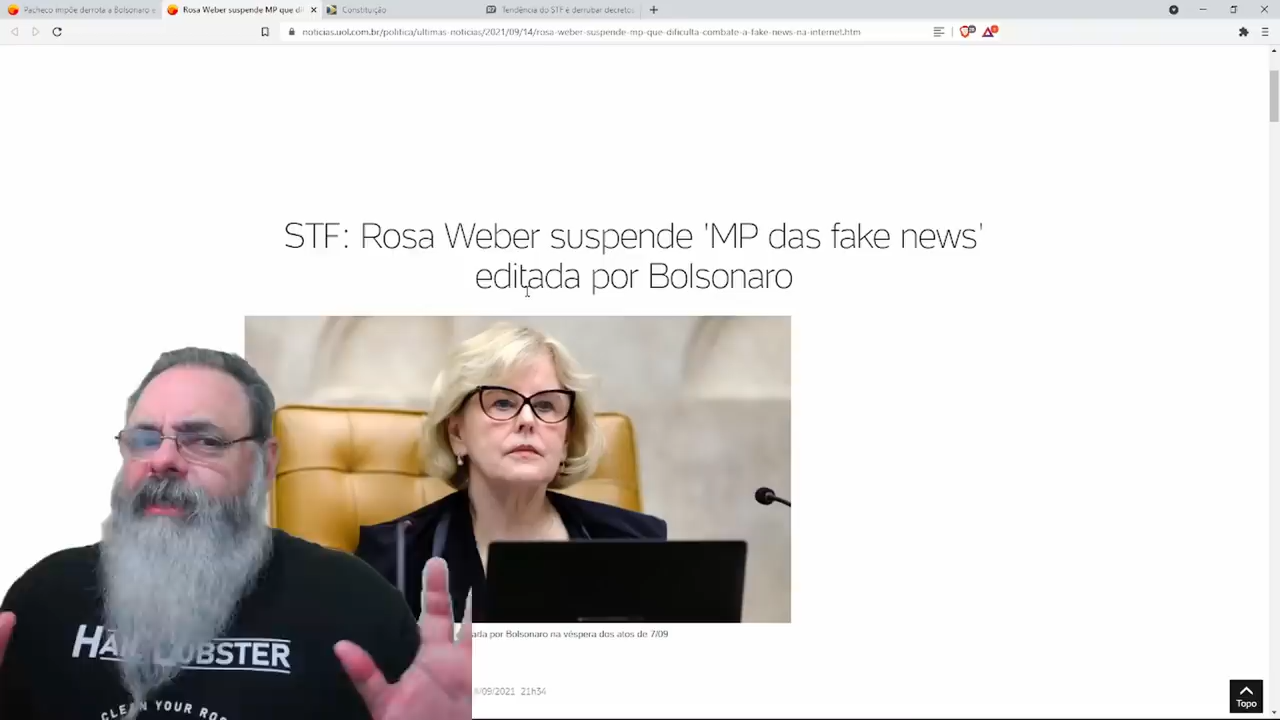 Pacheco impõe derrota a Bolsonaro e
Rosa Weber suspende MP que di
Constituição
Tendência do STF é derrubar decretos
noticias.uol.com.br/politica/ultimas-noticias/2021/09/14/rosa-weber-suspende-mp-que-dificulta-combate-a-fake-news-na-internet.htm
STF: Rosa Weber suspende 'MP das fake news'
editada por Bolsonaro
ada por Bolsonaro na véspera dos atos de 7/09
/09/2021 21h34
HAIL LOBSTER
CLEAN YOUR ROO
Topo